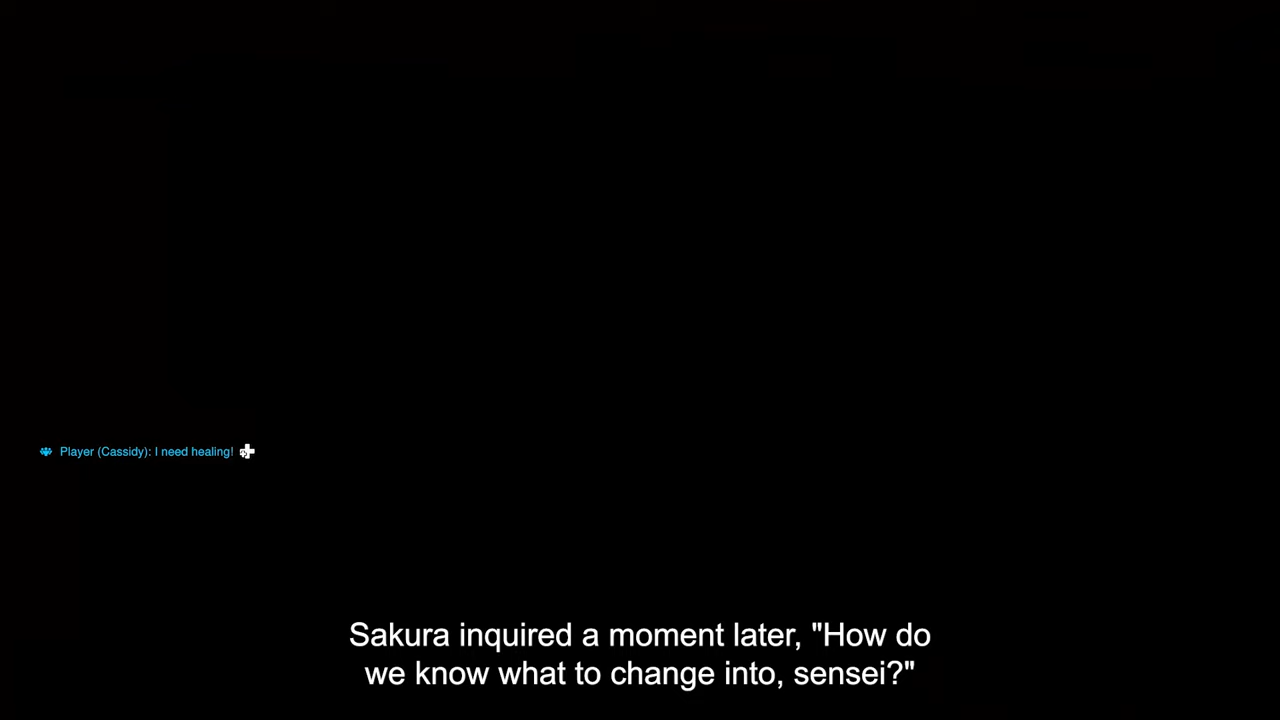 Player (Cassidy): I need healing!
Sakura inquired a moment later, "How do
we know what to change into, sensei?"